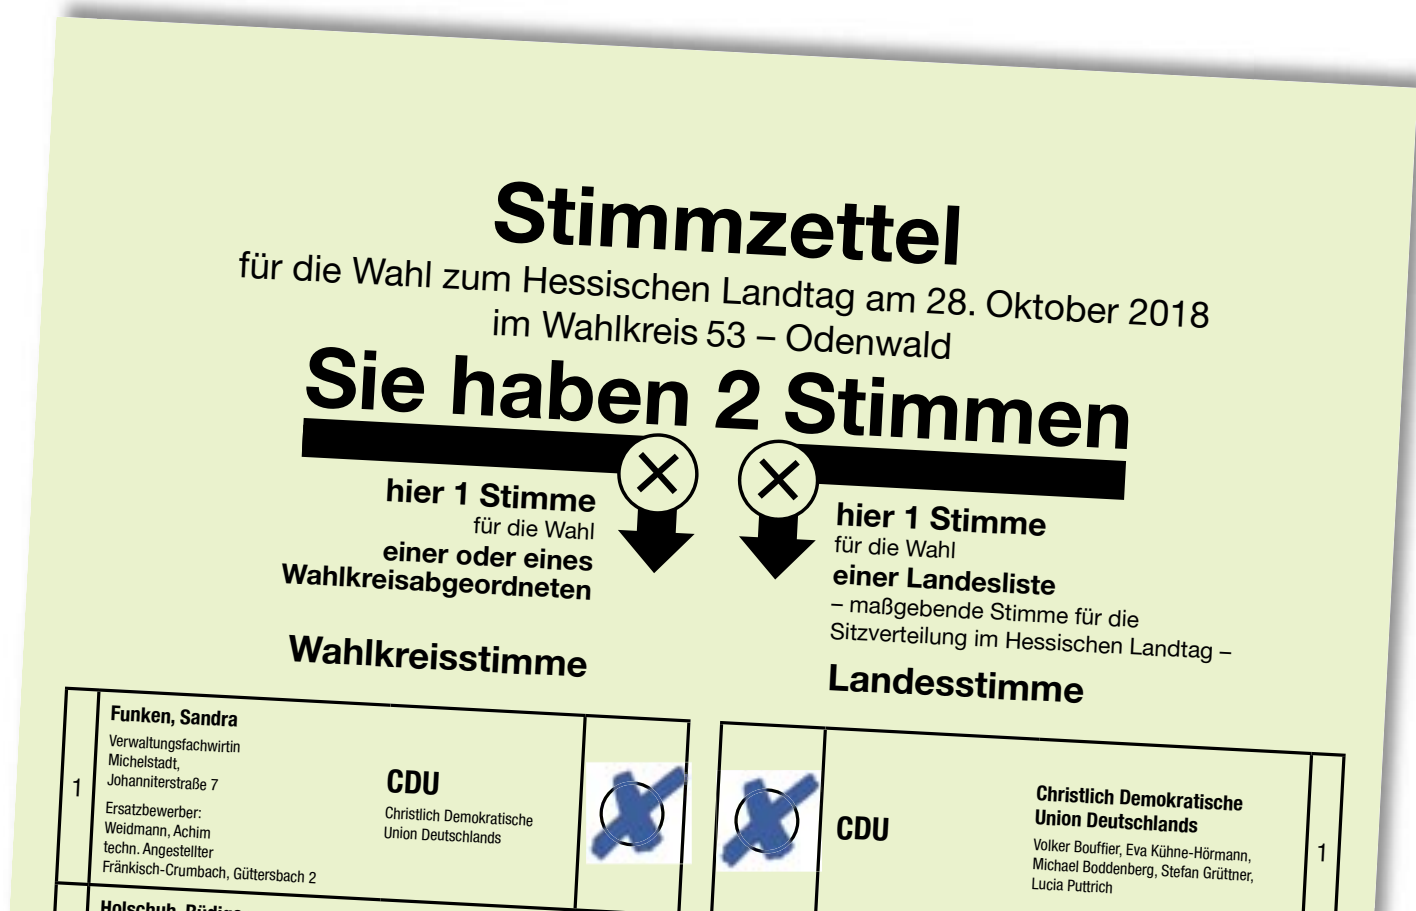 Stimmzettel
für die Wahl zum Hessischen Landtag am 28. Oktober 2018
im Wahlkreis 53 – Odenwald
Sie haben 2 Stimmen
hier 1 Stimme
für die Wahl
einer oder eines
Wahlkreisabgeordneten
hier 1 Stimme
für die Wahl
einer Landesliste
– maßgebende Stimme für die
Sitzverteilung im Hessischen Landtag –
Wahlkreisstimme
Landesstimme
1
Funken, Sandra
Verwaltungsfachwirtin
Michelstadt,
Johanniterstraße 7
Ersatzbewerber:
Weidmann, Achim
techn. Angestellter
Fränkisch-Crumbach, Güttersbach 2
CDU
Christlich Demokratische
Union Deutschlands
CDU
Christlich Demokratische
Union Deutschlands
Volker Bouffier, Eva Kühne-Hörmann,
Michael Boddenberg, Stefan Grüttner,
Lucia Puttrich
1
Holschuh,